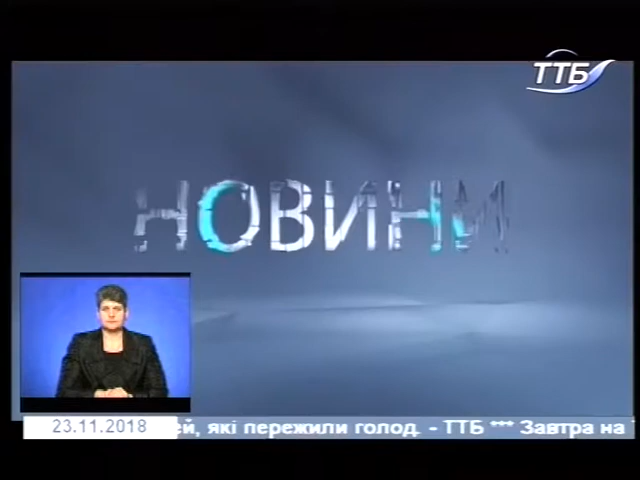 ТТБ
НОВИНИ
23.11.2018 ей, які пережили голод. - ТТБ *** Завтра на